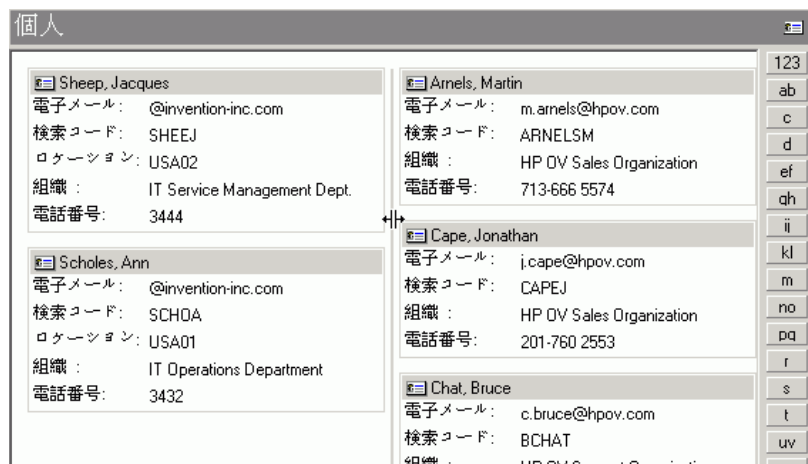 個人
Sheep, Jacques
電子メール: @invention-inc.com
検索コード: SHEEJ
ロケーション: USA02
組織 : IT Service Management Dept.
電話番号: 3444
Scholes, Ann
電子メール: @invention-inc.com
検索コード: SCHOA
ロケーション: USA01
組織 : IT Operations Department
電話番号: 3432
Arnels, Martin
電子メール: m.arnels@hpov.com
検索コード: ARNELSM
組織 : HP OV Sales Organization
電話番号: 713-666 5574
Cape, Jonathan
電子メール: j.cape@hpov.com
検索コード: CAPEJ
組織 : HP OV Sales Organization
電話番号: 201-760 2553
Chat, Bruce
電子メール: c.bruce@hpov.com
検索コード: BCHAT
組織 : HP OV Support Organization
123
ab
c
d
ef
gh
ij
kl
m
no
pq
r
s
t
uv